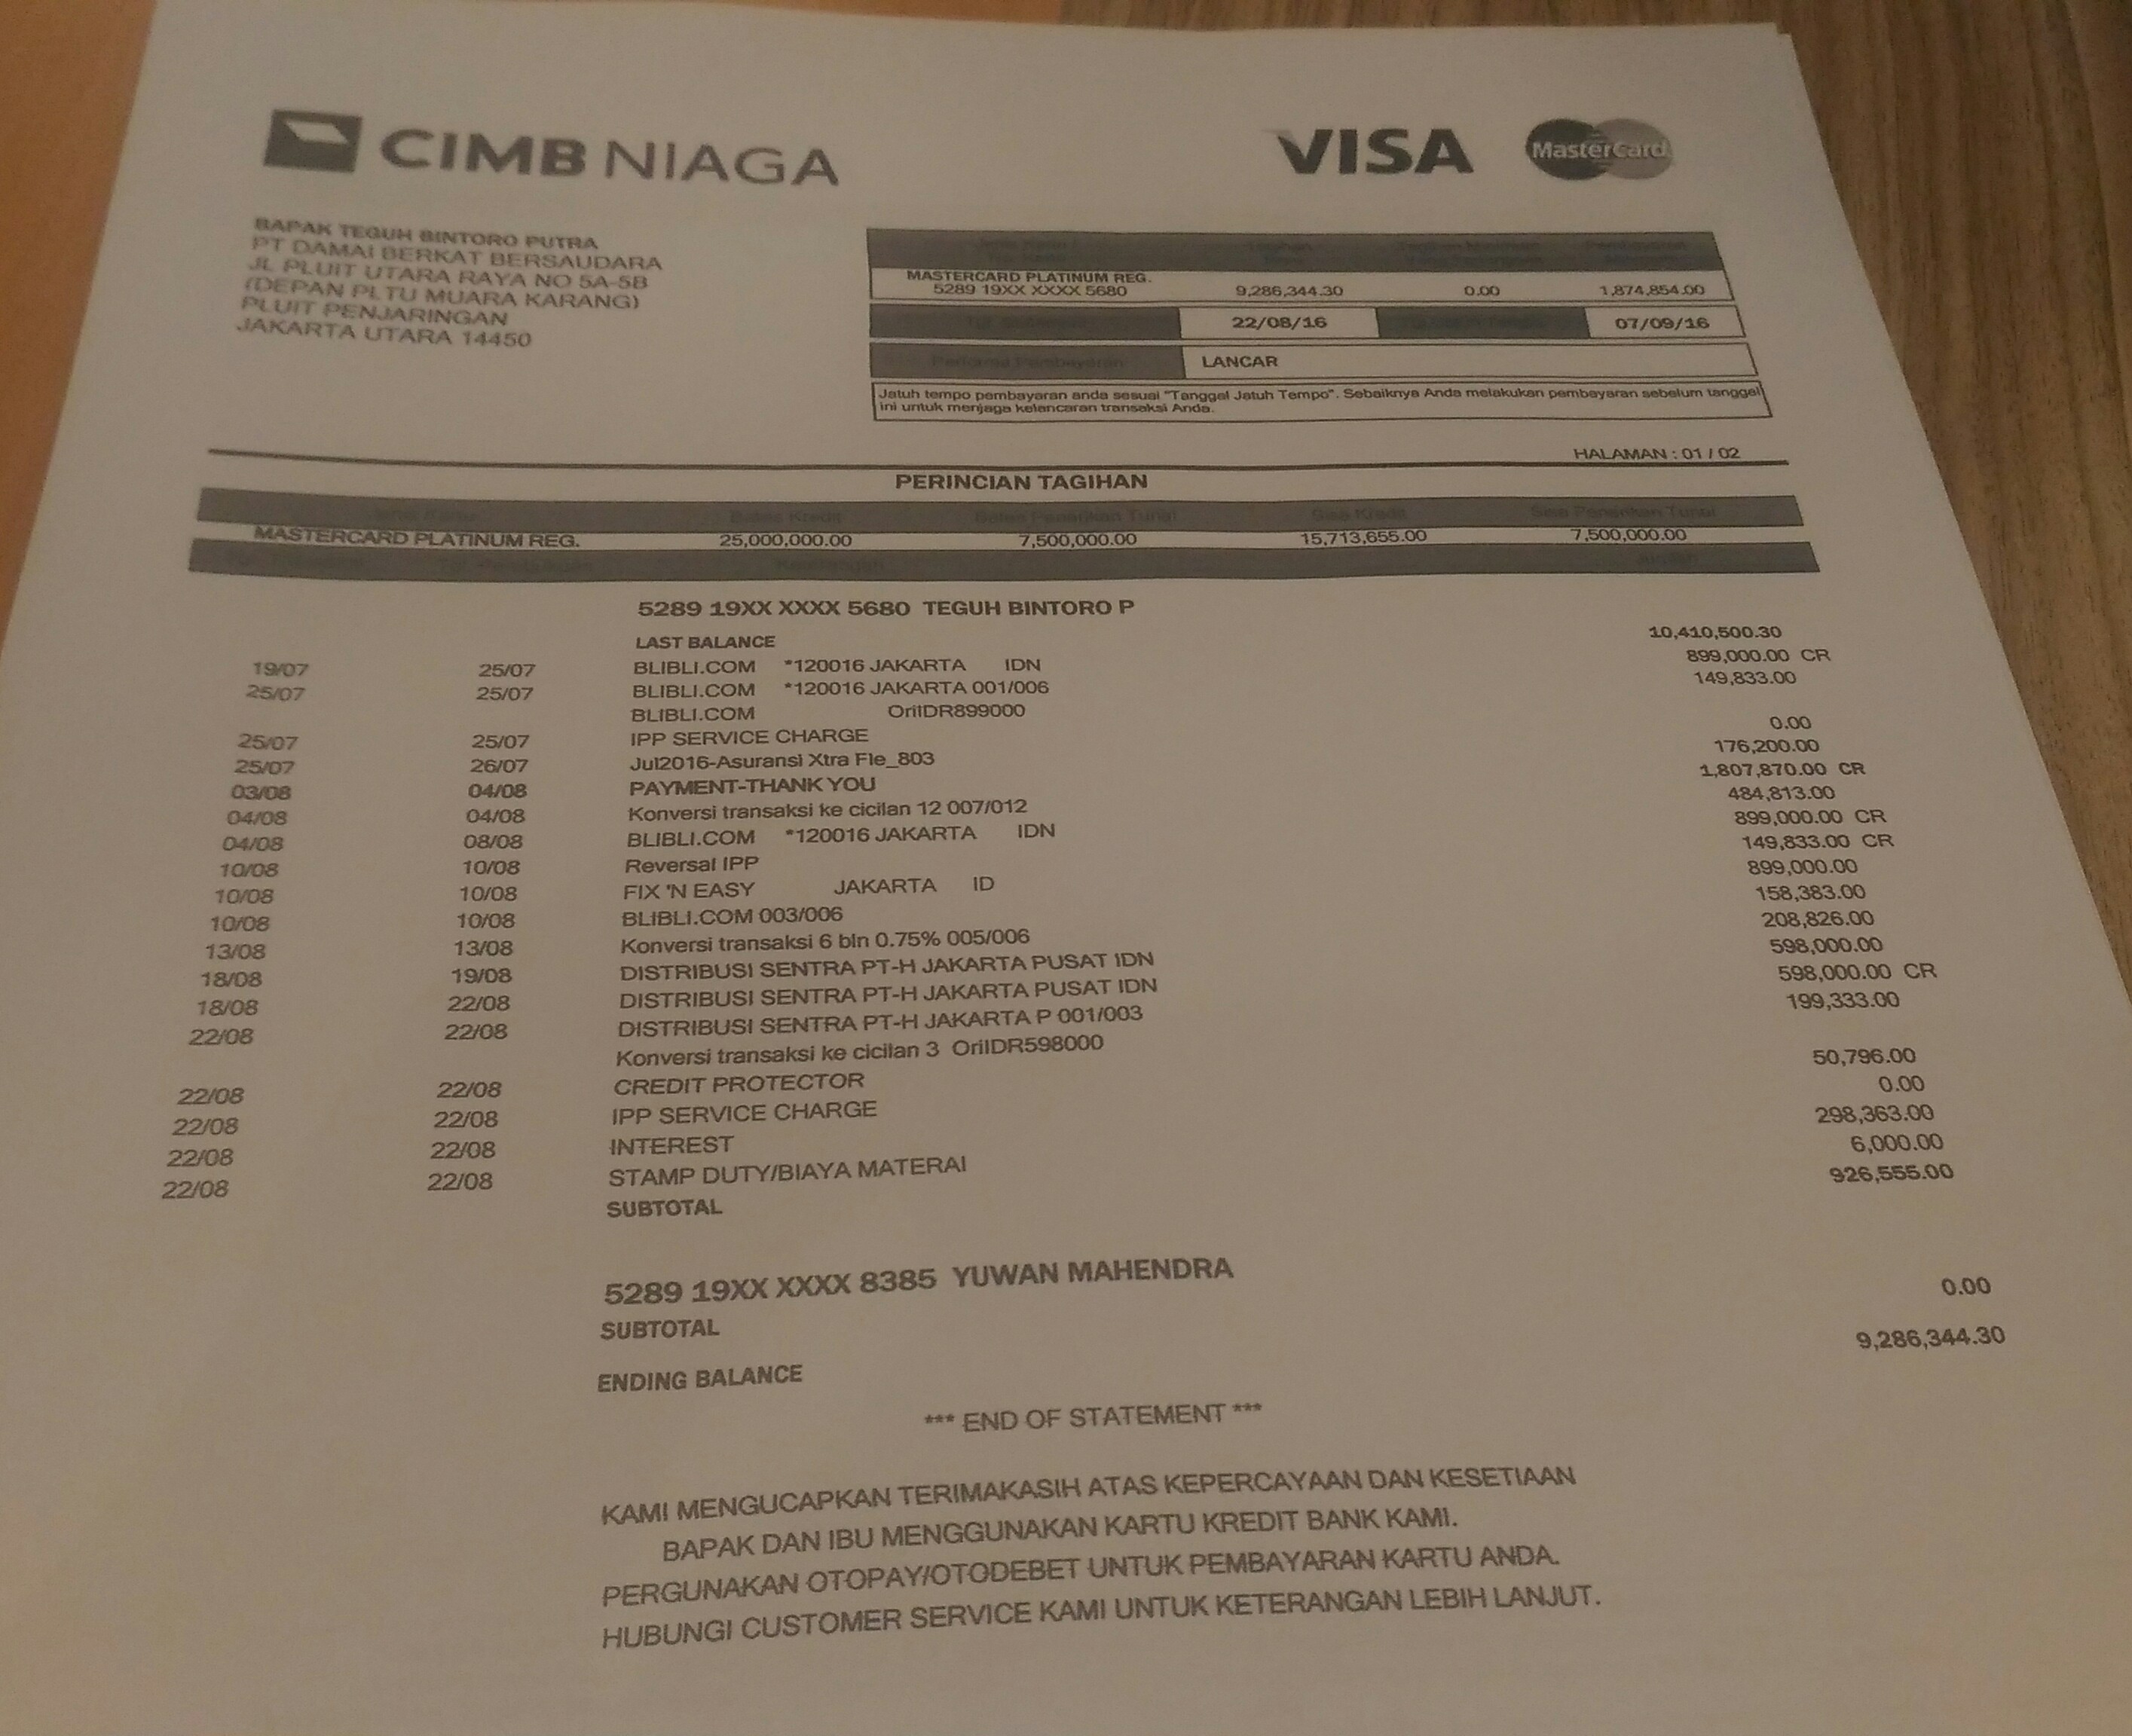 CIMB NIAGA
VISA MasterCard
BAPAK TEGUH BINTORO PUTRA
PT DAMAI BERKAT BERSAUDARA
JL PLUIT UTARA RAYA NO 5A-5B
(DEPAN PLTU MUARA KARANG)
PLUIT PENJARINGAN
JAKARTA UTARA 14450
MASTERCARD PLATINUM REG.
5289 19XX XXXX 5680 9,286,344.30 0.00 1,874,854.00
22/08/16 07/09/16
Pembayaran LANCAR
Jatuh tempo pembayaran anda sesuai "Tanggal Jatuh Tempo". Sebaiknya Anda melakukan pembayaran sebelum tanggal
ini untuk menjaga kelancaran transaksi Anda.
HALAMAN : 01 / 02
PERINCIAN TAGIHAN
Kredit Batas Penarikan Tunai Sisa Kredit Sisa Penarikan Tunai
MASTERCARD PLATINUM REG. 25,000,000.00 7,500,000.00 15,713,655.00 7,500,000.00
5289 19XX XXXX 5680 TEGUH BINTORO P
LAST BALANCE 10,410,500.30
19/07 25/07 BLIBLI.COM *120016 JAKARTA IDN 899,000.00 CR
25/07 25/07 BLIBLI.COM *120016 JAKARTA 001/006 149,833.00
BLIBLI.COM OriIDR899000
25/07 25/07 IPP SERVICE CHARGE 0.00
25/07 26/07 Jul2016-Asuransi Xtra Fle_803 176,200.00
03/08 04/08 PAYMENT-THANK YOU 1,807,870.00 CR
04/08 04/08 Konversi transaksi ke cicilan 12 007/012 484,813.00
04/08 08/08 BLIBLI.COM *120016 JAKARTA IDN 899,000.00 CR
10/08 10/08 Reversal IPP 149,833.00 CR
10/08 10/08 FIX 'N EASY JAKARTA ID 899,000.00
10/08 10/08 BLIBLI.COM 003/006 158,383.00
13/08 13/08 Konversi transaksi 6 bln 0.75% 005/006 208,826.00
18/08 19/08 DISTRIBUSI SENTRA PT-H JAKARTA PUSAT IDN 598,000.00
18/08 22/08 DISTRIBUSI SENTRA PT-H JAKARTA PUSAT IDN 598,000.00 CR
22/08 22/08 DISTRIBUSI SENTRA PT-H JAKARTA P 001/003 199,333.00
Konversi transaksi ke cicilan 3 OriIDR598000
22/08 22/08 CREDIT PROTECTOR 50,796.00
22/08 22/08 IPP SERVICE CHARGE 0.00
22/08 22/08 INTEREST 298,363.00
22/08 22/08 STAMP DUTY/BIAYA MATERAI 6,000.00
SUBTOTAL 926,555.00
5289 19XX XXXX 8385 YUWAN MAHENDRA
SUBTOTAL 0.00
ENDING BALANCE 9,286,344.30
*** END OF STATEMENT ***
KAMI MENGUCAPKAN TERIMAKASIH ATAS KEPERCAYAAN DAN KESETIAAN
BAPAK DAN IBU MENGGUNAKAN KARTU KREDIT BANK KAMI.
PERGUNAKAN OTOPAY/OTODEBET UNTUK PEMBAYARAN KARTU ANDA.
HUBUNGI CUSTOMER SERVICE KAMI UNTUK KETERANGAN LEBIH LANJUT.